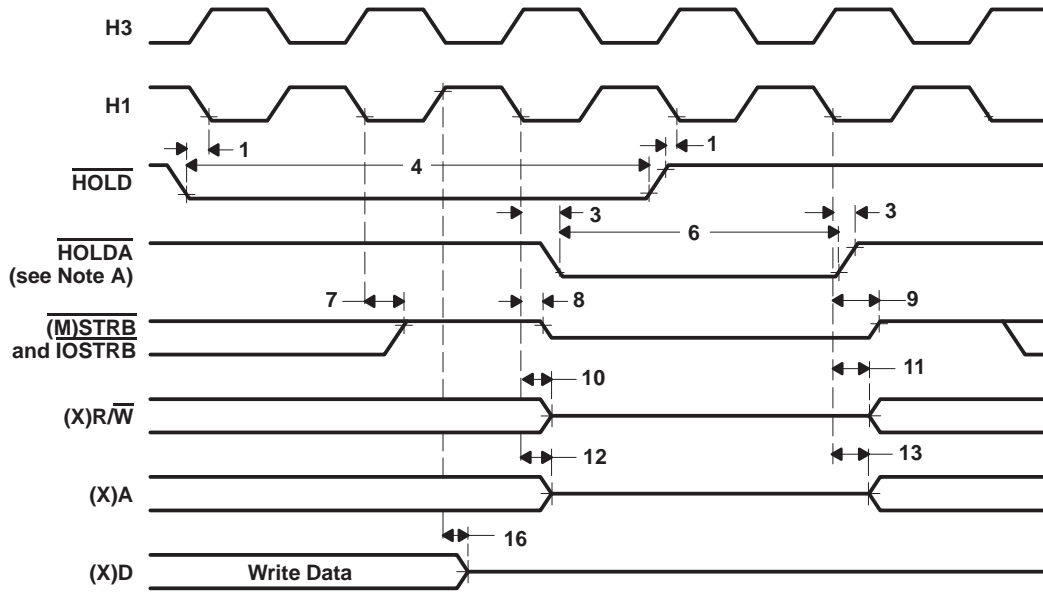 H3
H1
1
1
4
HOLD
3
3
6
HOLDA
(see Note A)
7
8
9
(M)STRB
and IOSTRB
10
11
(X)R/W
12
13
(X)A
16
(X)D
Write Data